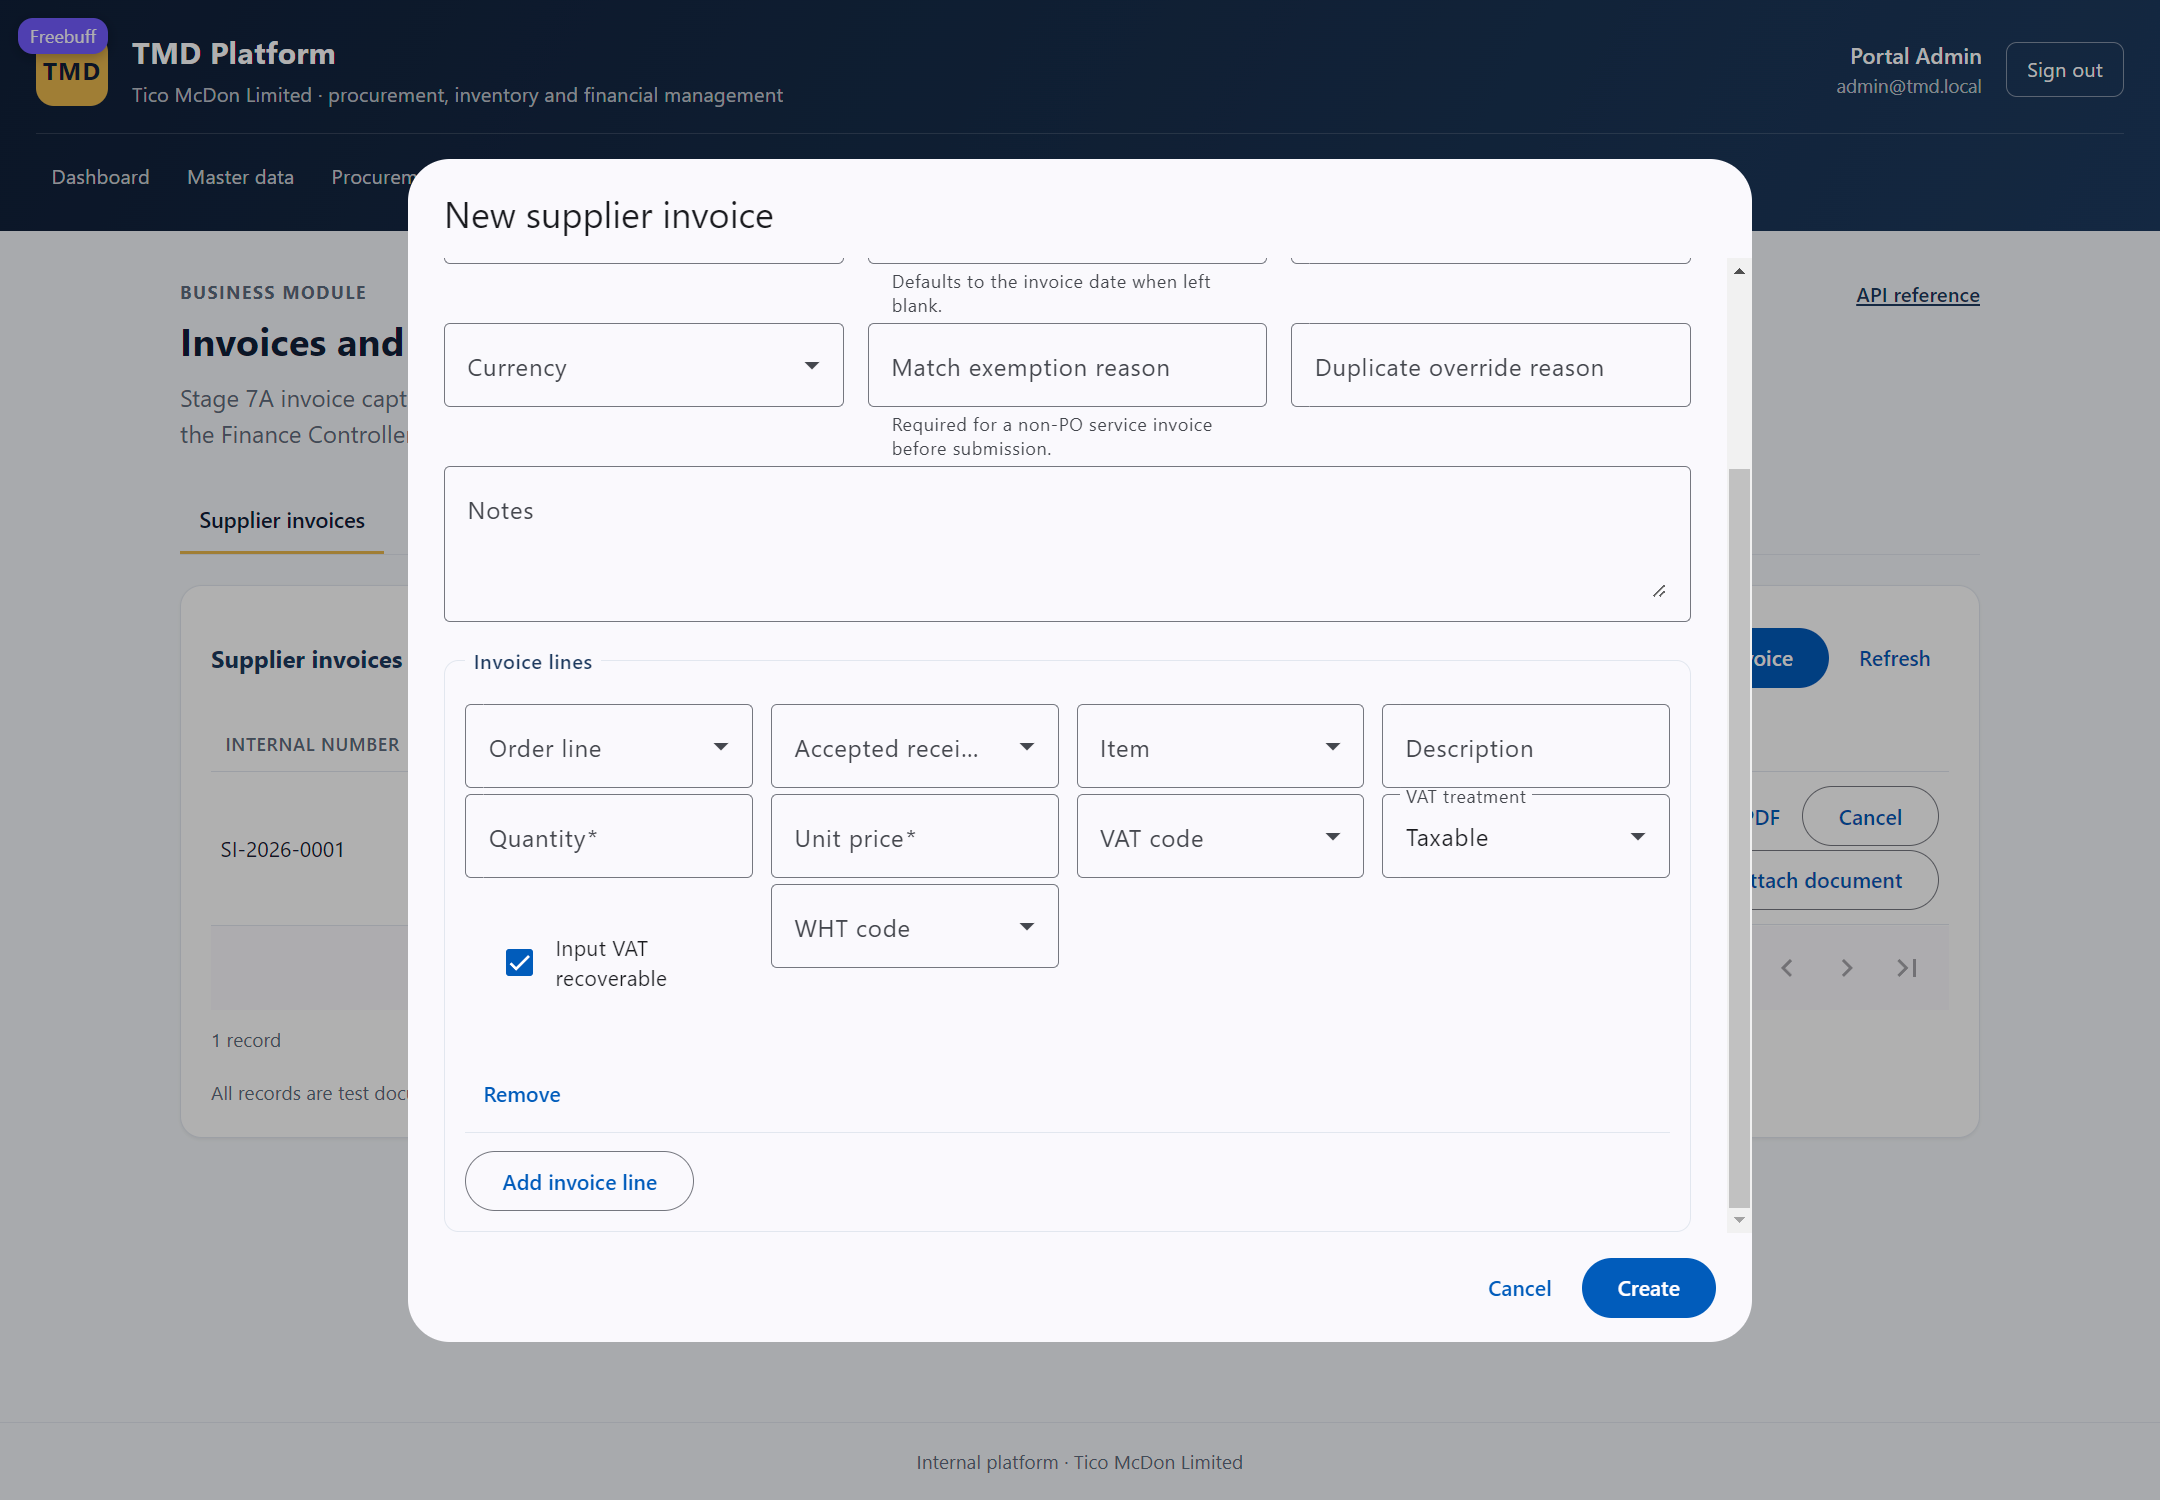 Freebuff
TMD
TMD Platform
Tico McDon Limited · procurement, inventory and financial management
Portal Admin
admin@tmd.local
Sign out
Dashboard
Master data
Procurem
BUSINESS MODULE
API reference
Invoices and
Stage 7A invoice capt
the Finance Controller
Supplier invoices
Supplier invoices
voice
Refresh
INTERNAL NUMBER
SI-2026-0001
PDF
Cancel
ttach document
1 record
All records are test docu
New supplier invoice
Defaults to the invoice date when left
blank.
Currency
Match exemption reason
Duplicate override reason
Required for a non-PO service invoice
before submission.
Notes
Invoice lines
Order line
Accepted recei...
Item
Description
Quantity*
Unit price*
VAT code
VAT treatment
Taxable
Input VAT
recoverable
WHT code
Remove
Add invoice line
Cancel
Create
Internal platform · Tico McDon Limited